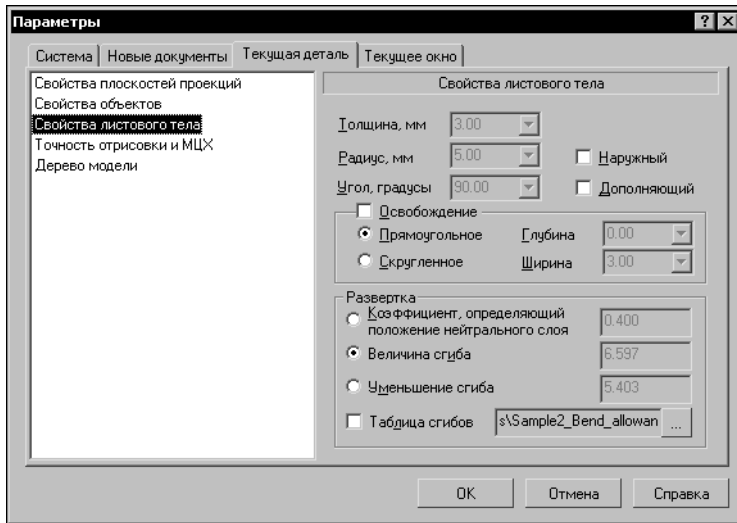 Параметры
Система Новые документы Текущая деталь Текущее окно
Свойства плоскостей проекций
Свойства объектов
Свойства листового тела
Точность отрисовки и МЦХ
Дерево модели
Свойства листового тела
Толщина, мм 3.00
Радиус, мм 5.00 Наружный
Угол, градусы 90.00 Дополняющий
Освобождение
Прямоугольное Глубина 0.00
Скругленное Ширина 3.00
Развертка
Коэффициент, определяющий
положение нейтрального слоя 0.400
Величина сгиба 6.597
Уменьшение сгиба 5.403
Таблица сгибов s\Sample2_Bend_allowan ...
OK Отмена Справка